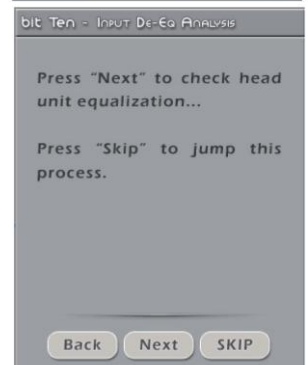 bit Ten - Input De-Eq Analysis
Press "Next" to check head
unit equalization...
Press "Skip" to jump this
process.
Back Next SKIP